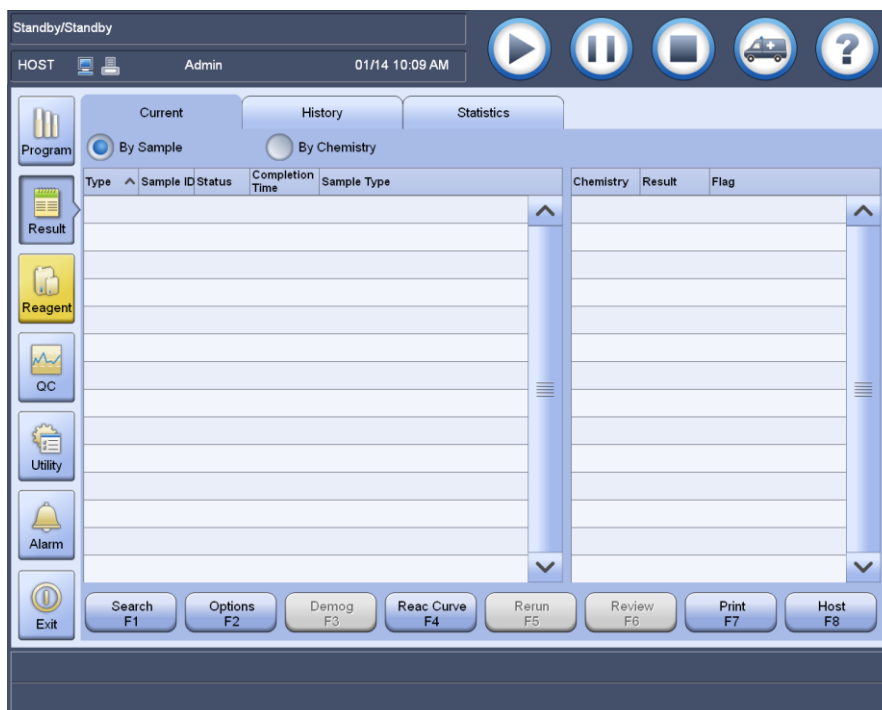 Standby/Standby
HOST Admin 01/14 10:09 AM
?
Current History Statistics
Program
By Sample By Chemistry
Type Sample ID Status Completion Time Sample Type
Chemistry Result Flag
Result
Reagent
QC
Utility
Alarm
Exit
Search F1
Options F2
Demog F3
Reac Curve F4
Rerun F5
Review F6
Print F7
Host F8